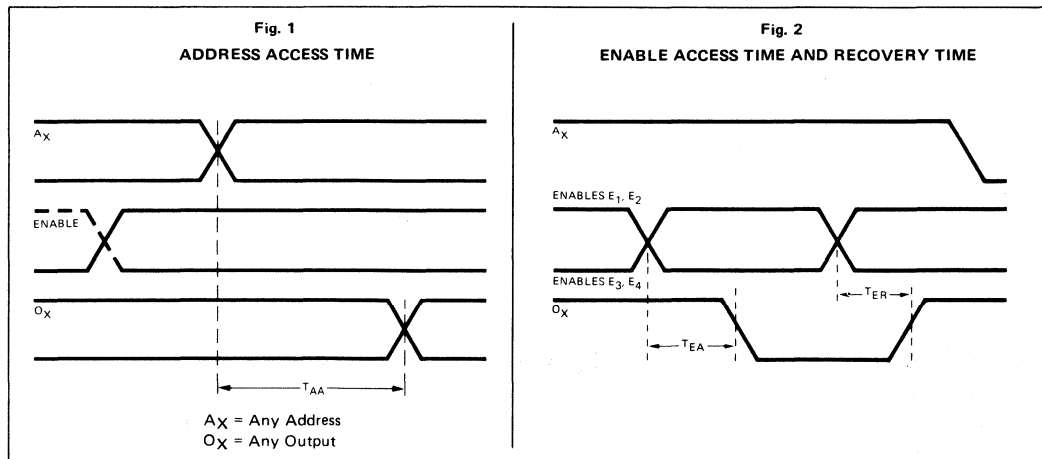 Fig. 1
ADDRESS ACCESS TIME
AX
ENABLE
OX
TAA
AX = Any Address
OX = Any Output
Fig. 2
ENABLE ACCESS TIME AND RECOVERY TIME
AX
ENABLES E1, E2
ENABLES E3, E4
OX
TER
TEA